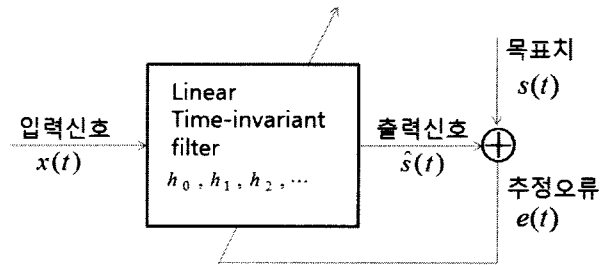 목표치
s(t)
Linear
Time-invariant
filter
h₀ , h₁ , h₂ , ...
입력신호
x(t)
출력신호
ŝ(t)
추정오류
e(t)